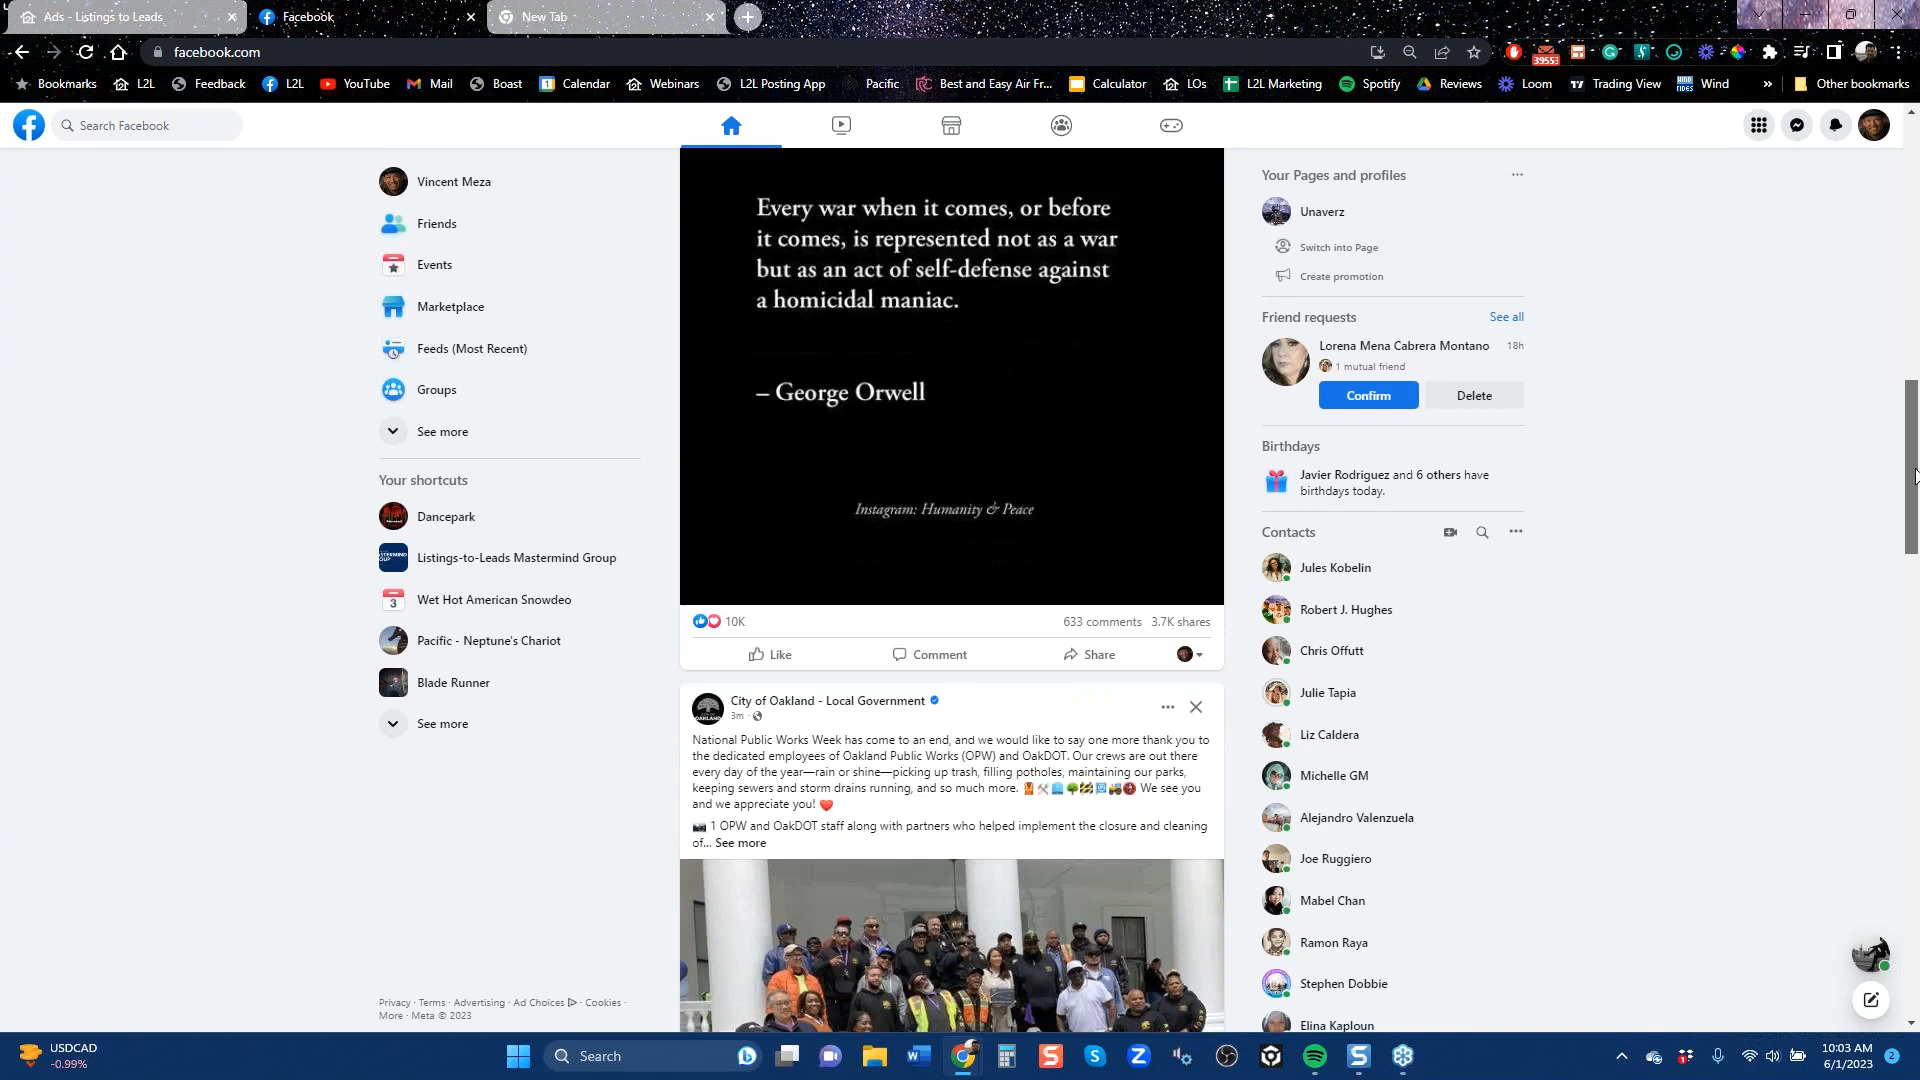 Ads - Listings to Leads
Facebook
New Tab
facebook.com
39553
Bookmarks
L2L
Feedback
L2L
YouTube
Mail
Boast
Calendar
Webinars
L2L Posting App
Pacific
Best and Easy Air Fr...
Calculator
LOs
L2L Marketing
Spotify
Reviews
Loom
Trading View
Wind
Other bookmarks
Search Facebook
Vincent Meza
Friends
Events
Marketplace
Feeds (Most Recent)
Groups
See more
Your shortcuts
Dancepark
Listings-to-Leads Mastermind Group
3
Wet Hot American Snowdeo
Pacific - Neptune's Chariot
Blade Runner
See more
Privacy · Terms · Advertising · Ad Choices · Cookies ·
More · Meta © 2023
Every war when it comes, or before
it comes, is represented not as a war
but as an act of self-defense against
a homicidal maniac.
– George Orwell
Instagram: Humanity & Peace
10K
633 comments 3.7K shares
Like
Comment
Share
City of Oakland - Local Government
3m ·
National Public Works Week has come to an end, and we would like to say one more thank you to
the dedicated employees of Oakland Public Works (OPW) and OakDOT. Our crews are out there
every day of the year—rain or shine—picking up trash, filling potholes, maintaining our parks,
keeping sewers and storm drains running, and so much more. We see you
and we appreciate you!
1 OPW and OakDOT staff along with partners who helped implement the closure and cleaning
of... See more
Your Pages and profiles
Unaverz
Switch into Page
Create promotion
Friend requests
See all
Lorena Mena Cabrera Montano 18h
1 mutual friend
Confirm
Delete
Birthdays
Javier Rodriguez and 6 others have
birthdays today.
Contacts
Jules Kobelin
Robert J. Hughes
Chris Offutt
Julie Tapia
Liz Caldera
Michelle GM
Alejandro Valenzuela
Joe Ruggiero
Mabel Chan
Ramon Raya
Stephen Dobbie
Elina Kaploun
USDCAD
-0.99%
Search
10:03 AM
6/1/2023
2